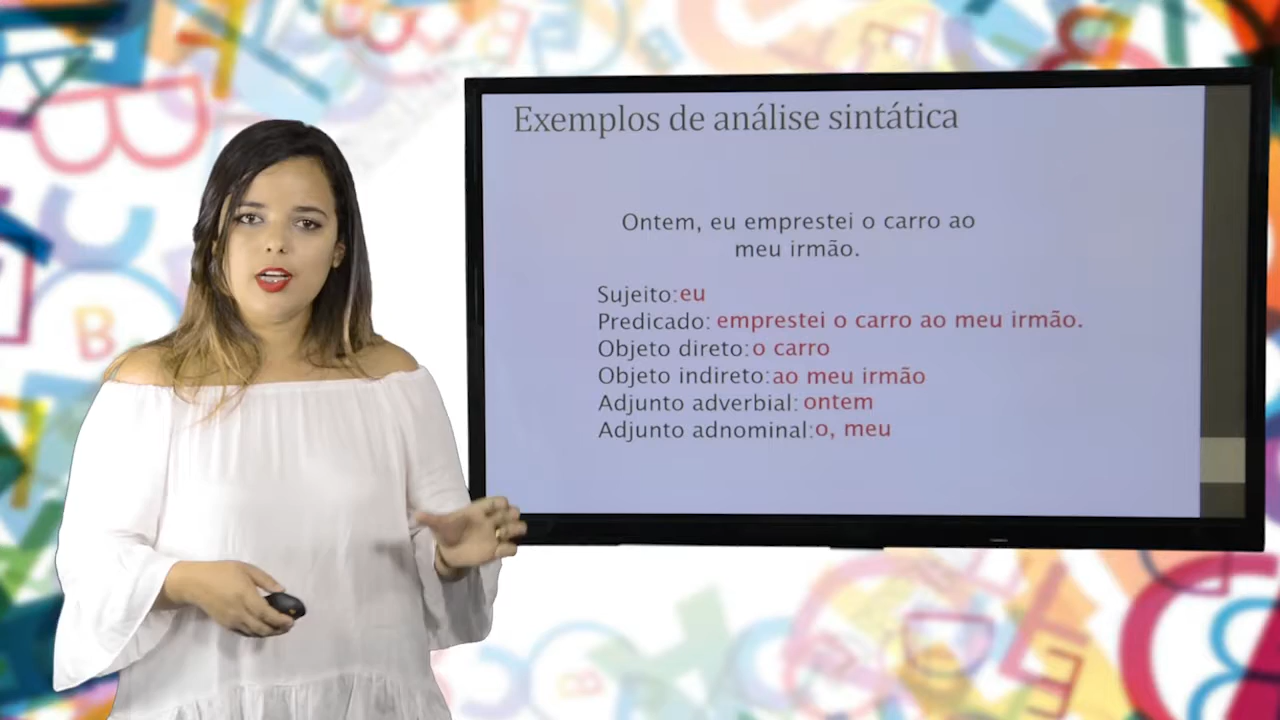 Exemplos de análise sintática
Ontem, eu emprestei o carro ao
meu irmão.
Sujeito:eu
Predicado: emprestei o carro ao meu irmão.
Objeto direto:o carro
Objeto indireto:ao meu irmão
Adjunto adverbial: ontem
Adjunto adnominal:o, meu